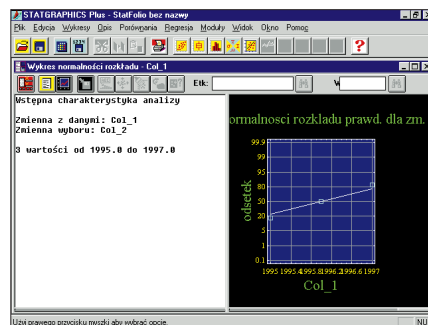 STATGRAPHICS Plus - StatFolio bez nazwy
Plik Edycja Wykresy Opis Porównania Regresja Moduły Widok Okno Pomoc
Wykres normalności rozkładu - Col_1
Etk:
Wstępna charakterystyka analizy
Zmienna z danymi: Col_1
Zmienna wyboru: Col_2
3 wartości od 1995.0 do 1997.0
ormalnosci rozkladu prawd. dla zm.
99.9
99
95
80
50
20
5
1
0.1
odsetek
1995 1995.4 1995.8 1996.2 1996.6 1997
Col_1
Użyj prawego przycisku myszki aby wybrać opcje.
NU